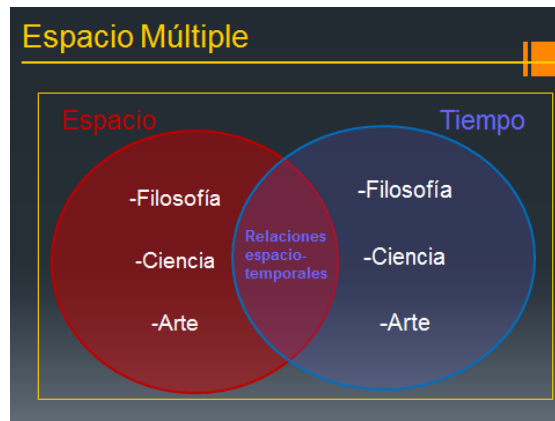 Espacio Múltiple
Espacio
Tiempo
-Filosofía
-Ciencia
-Arte
Relaciones
espacio-
temporales
-Filosofía
-Ciencia
-Arte